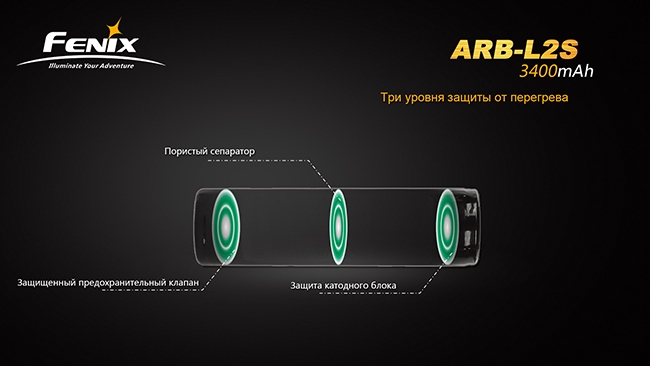 FENIX
Illuminate Your Adventure
ARB-L2S
3400mAh
Три уровня защиты от перегрева
Пористый сепаратор
Защищенный предохранительный клапан
Защита катодного блока